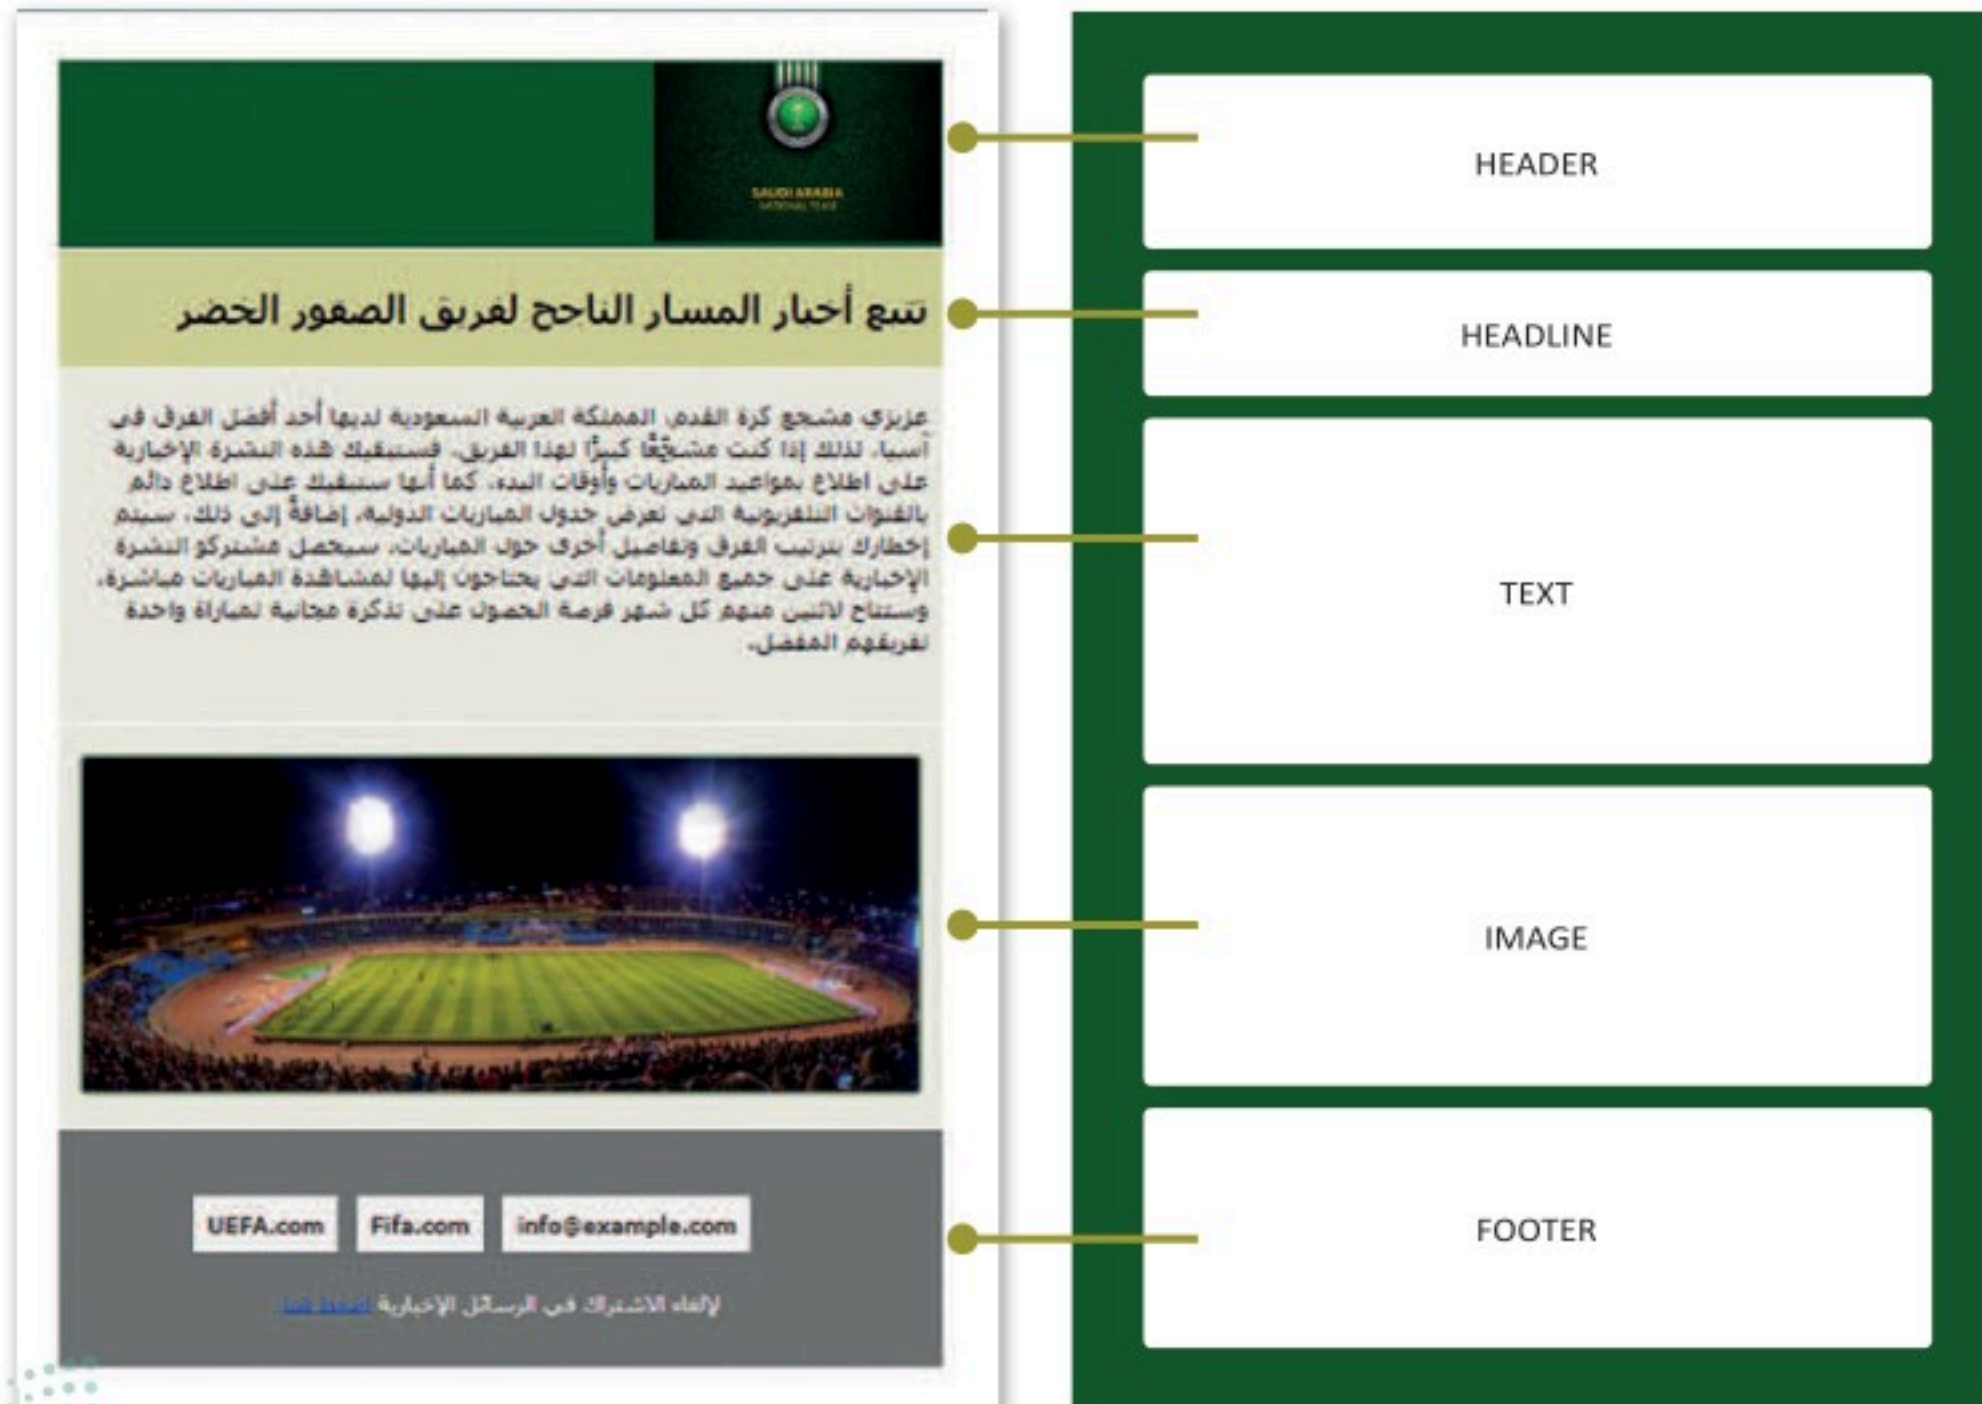 SAUDI ARABIA
NATIONAL TEAM
تتبع أخبار المسار الناجح لفريق الصقور الخضر
عزيزي مشجع كرة القدم، المملكة العربية السعودية لديها أحد أفضل الفرق في
آسيا، لذلك إذا كنت مشجّعًا كبيرًا لهذا الفريق، فستبقيك هذه النشرة الإخبارية
على اطلاع بمواعيد المباريات وأوقات البدء، كما أنها ستبقيك على اطلاع دائم
بالقنوات التلفزيونية التي تعرض جدول المباريات الدولية، إضافةً إلى ذلك، سيتم
إخطارك بترتيب الفرق وتفاصيل أخرى حول المباريات، سيحصل مشتركو النشرة
الإخبارية على جميع المعلومات التي يحتاجون إليها لمشاهدة المباريات مباشرة،
وستتاح لاثنين منهم كل شهر فرصة الحصول على تذكرة مجانية لمباراة واحدة
لفريقهم المفضل.
UEFA.com
Fifa.com
info@example.com
لإلغاء الاشتراك في الرسائل الإخبارية اضغط هنا
HEADER
HEADLINE
TEXT
IMAGE
FOOTER